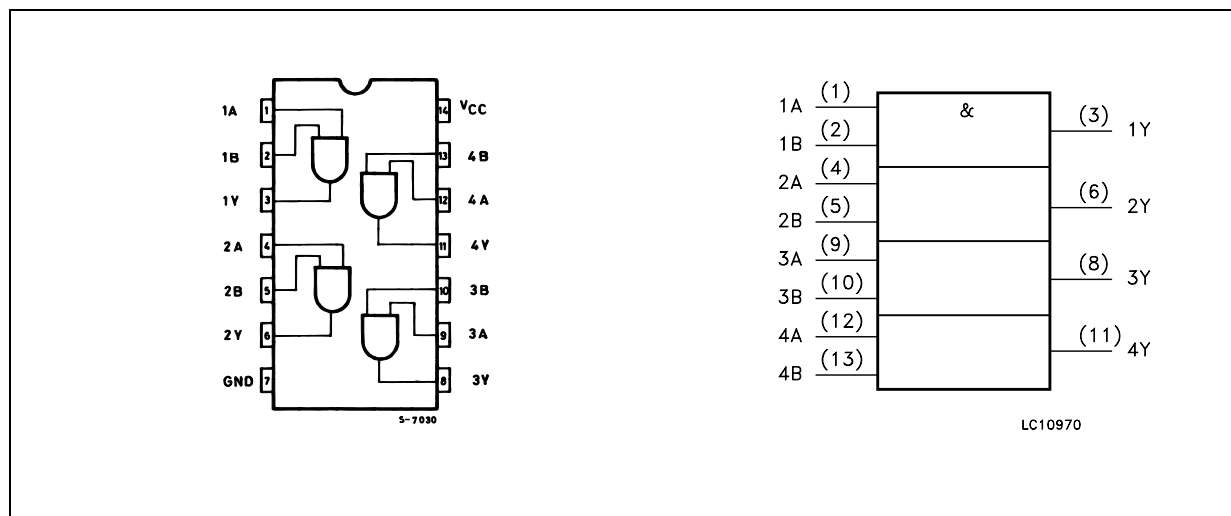 1A 1 14 VCC
1B 2 13 4B
1Y 3 12 4A
2A 4 11 4Y
2B 5 10 3B
2Y 6 9 3A
GND 7 8 3Y
S-7030
&
1A (1)
(3) 1Y
1B (2)
2A (4)
(6) 2Y
2B (5)
3A (9)
(8) 3Y
3B (10)
4A (12)
(11) 4Y
4B (13)
LC10970